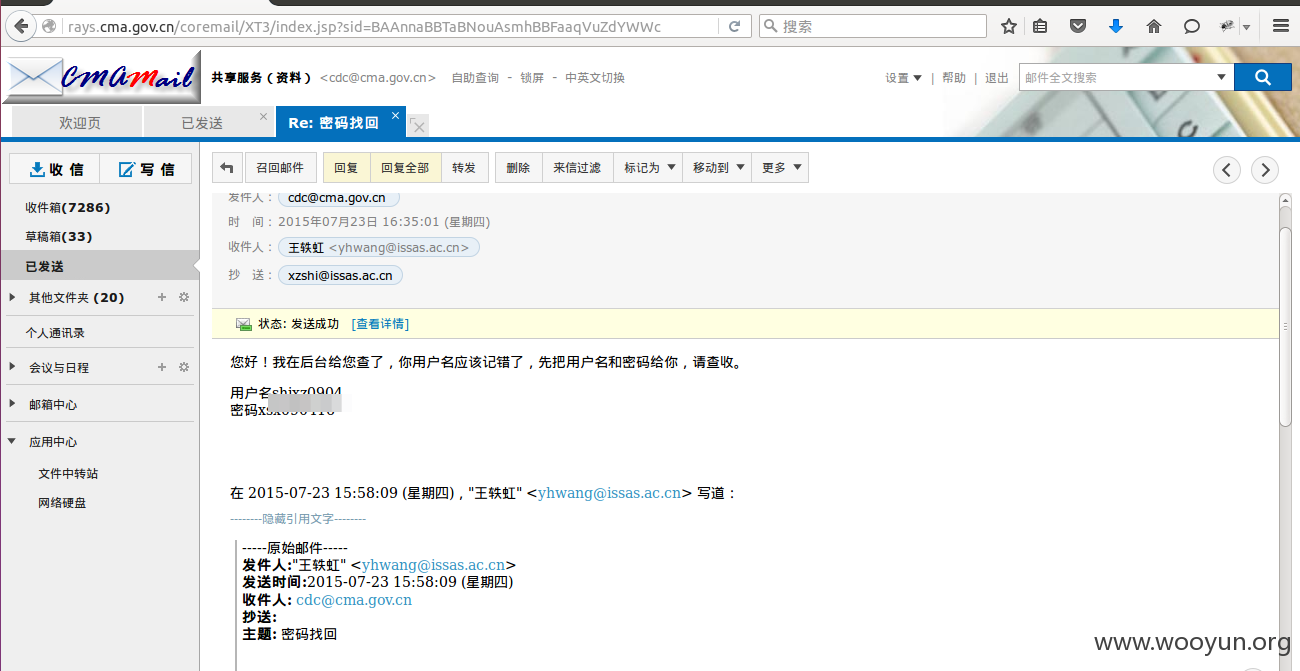 rays.cma.gov.cn/coremail/XT3/index.jsp?sid=BAAnnaBBTaBNouAsmhBBFaaqVuZdYWWc
搜索
CMAMail
共享服务（资料） <cdc@cma.gov.cn> 自助查询 - 锁屏 - 中英文切换
设置 | 帮助 | 退出
邮件全文搜索
欢迎页
已发送
Re: 密码找回
收 信
写 信
收件箱(7286)
草稿箱(33)
已发送
其他文件夹 (20)
个人通讯录
会议与日程
邮箱中心
应用中心
文件中转站
网络硬盘
召回邮件 回复 回复全部 转发 删除 来信过滤 标记为 移动到 更多
发件人： cdc@cma.gov.cn
时 间： 2015年07月23日 16:35:01 (星期四)
收件人： 王轶虹 <yhwang@issas.ac.cn>
抄 送： xzshi@issas.ac.cn
状态: 发送成功 [查看详情]
您好！我在后台给您查了，你用户名应该记错了，先把用户名和密码给你，请查收。
用户名
密码
在 2015-07-23 15:58:09 (星期四)，"王轶虹" <yhwang@issas.ac.cn> 写道：
--------隐藏引用文字--------
-----原始邮件-----
发件人:"王轶虹" <yhwang@issas.ac.cn>
发送时间:2015-07-23 15:58:09 (星期四)
收件人: cdc@cma.gov.cn
抄送:
主题: 密码找回
www.wooyun.org